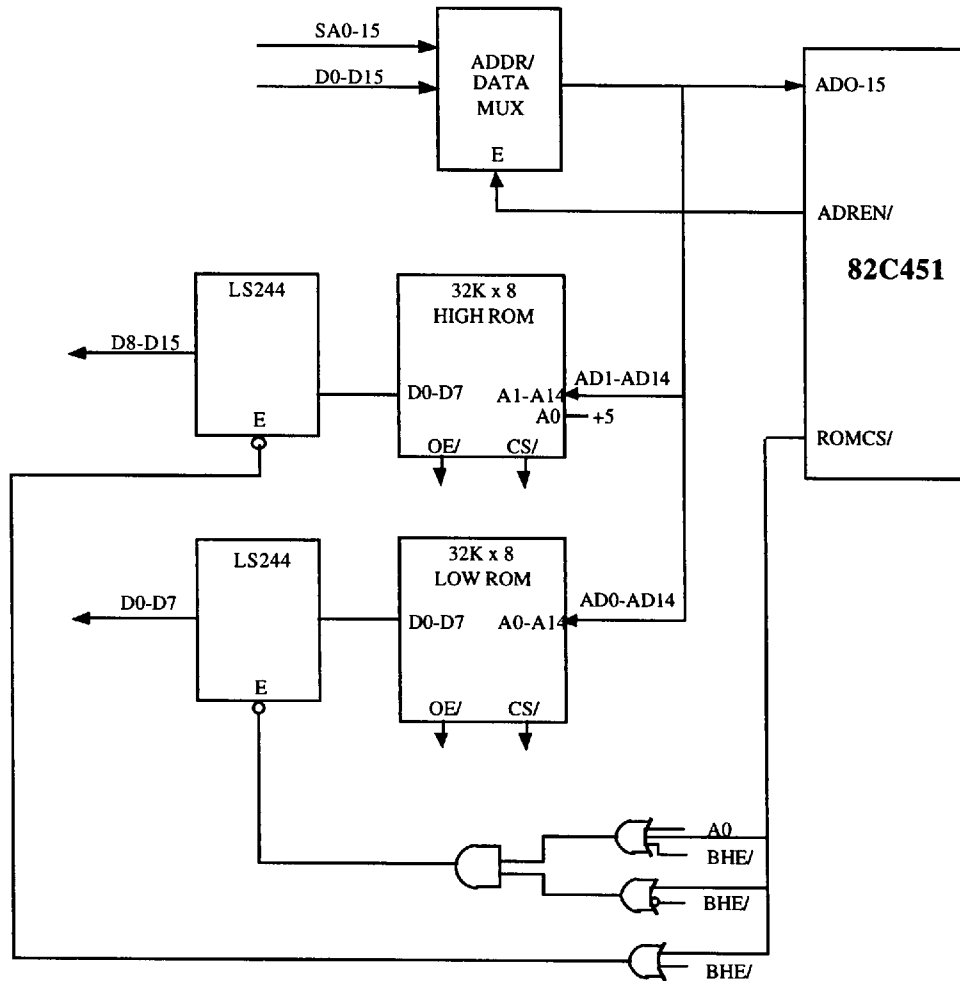 SA0-15
D0-D15
ADDR/
DATA
MUX
E
ADO-15
ADREN/
82C451
ROMCS/
LS244
D8-D15
E
32K x 8
HIGH ROM
D0-D7
A1-A14
A0
+5
OE/
CS/
AD1-AD14
LS244
D0-D7
E
32K x 8
LOW ROM
D0-D7
A0-A14
OE/
CS/
AD0-AD14
A0
BHE/
BHE/
BHE/